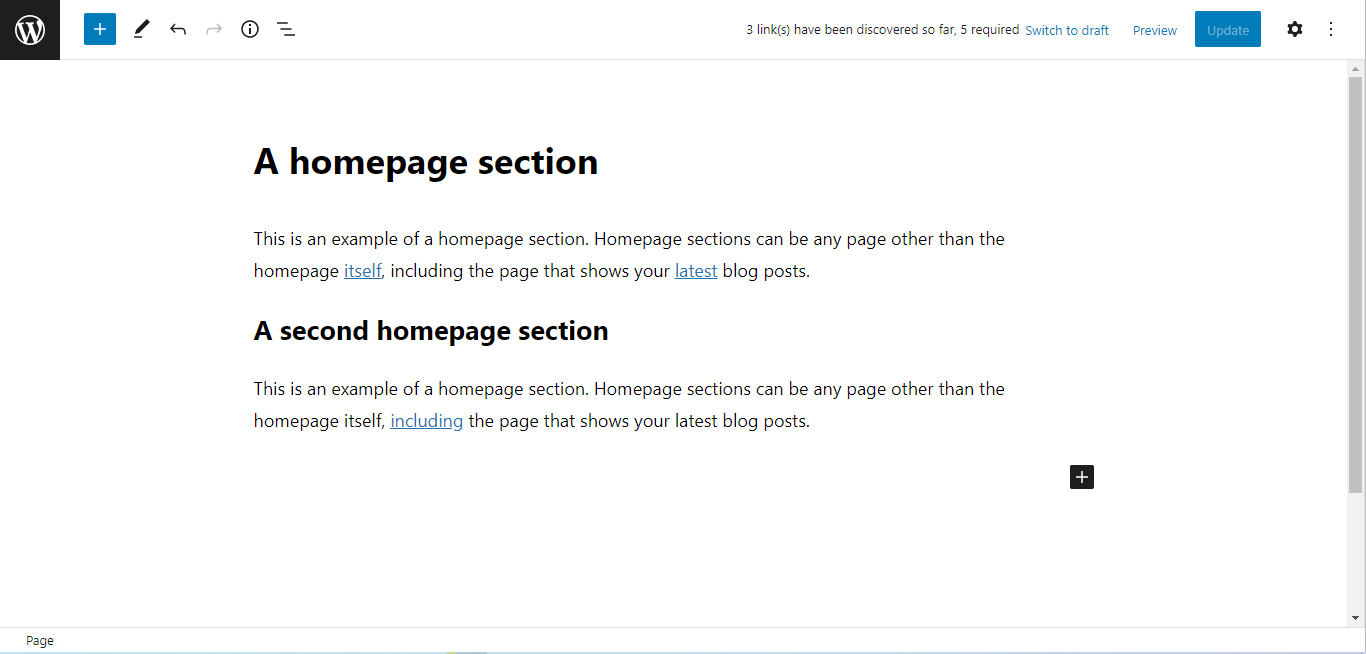 3 link(s) have been discovered so far, 5 required Switch to draft Preview Update
A homepage section
This is an example of a homepage section. Homepage sections can be any page other than the
homepage itself, including the page that shows your latest blog posts.
A second homepage section
This is an example of a homepage section. Homepage sections can be any page other than the
homepage itself, including the page that shows your latest blog posts.
Page